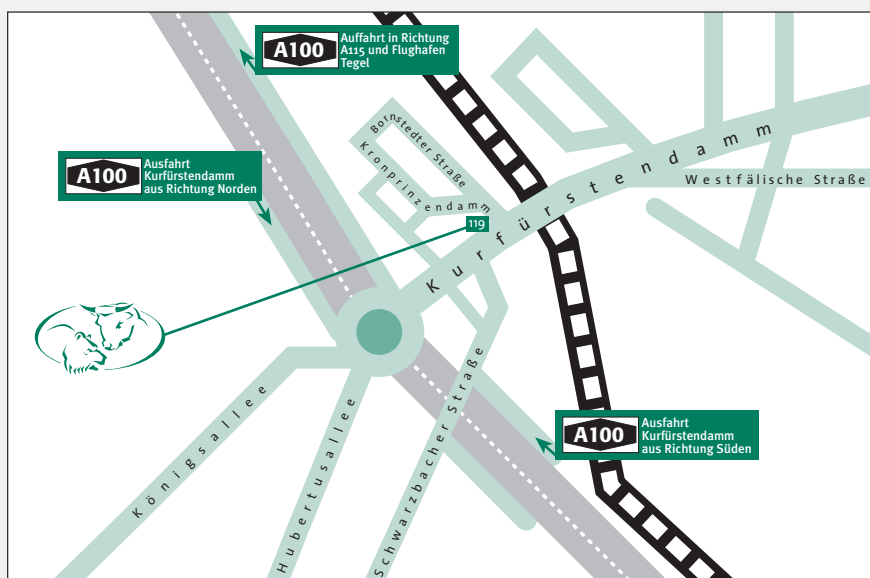 A100
Auffahrt in Richtung
A115 und Flughafen
Tegel
A100
Ausfahrt
Kurfürstendamm
aus Richtung Norden
Bornstedter Straße
Kronprinzendamm
119
Kurfürstendamm
Westfälische Straße
Königsallee
Hubertusallee
Schwarzbacher Straße
A100
Ausfahrt
Kurfürstendamm
aus Richtung Süden